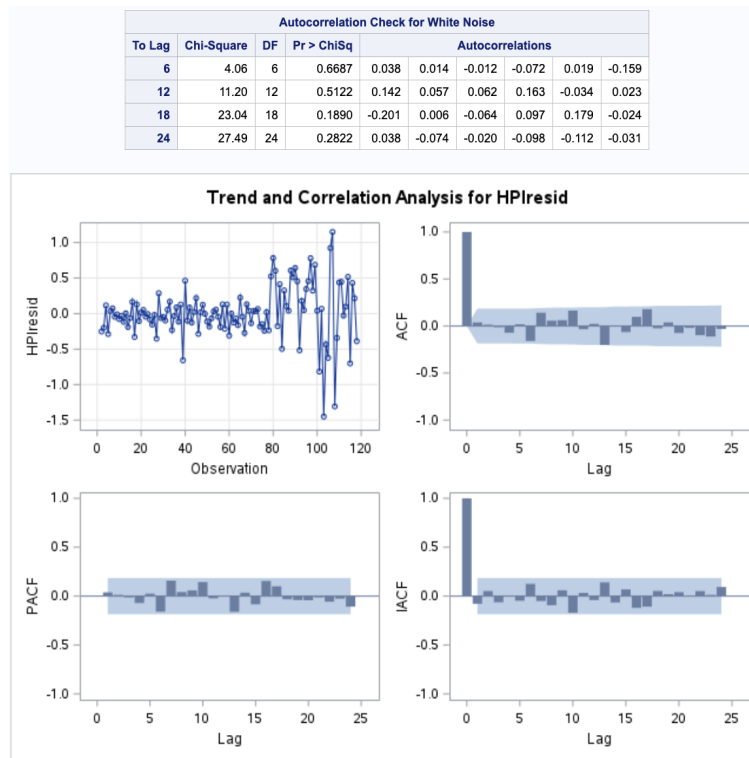 Autocorrelation Check for White Noise
To Lag Chi-Square DF Pr > ChiSq Autocorrelations
6 4.06 6 0.6687 0.038 0.014 -0.012 -0.072 0.019 -0.159
12 11.20 12 0.5122 0.142 0.057 0.062 0.163 -0.034 0.023
18 23.04 18 0.1890 -0.201 0.006 -0.064 0.097 0.179 -0.024
24 27.49 24 0.2822 0.038 -0.074 -0.020 -0.098 -0.112 -0.031
Trend and Correlation Analysis for HPIresid
1.0
0.5
0.0
-0.5
-1.0
-1.5
HPIresid
0 20 40 60 80 100 120
Observation
1.0
0.5
0.0
-0.5
-1.0
ACF
0 5 10 15 20 25
Lag
1.0
0.5
0.0
-0.5
-1.0
PACF
0 5 10 15 20 25
Lag
1.0
0.5
0.0
-0.5
-1.0
IACF
0 5 10 15 20 25
Lag